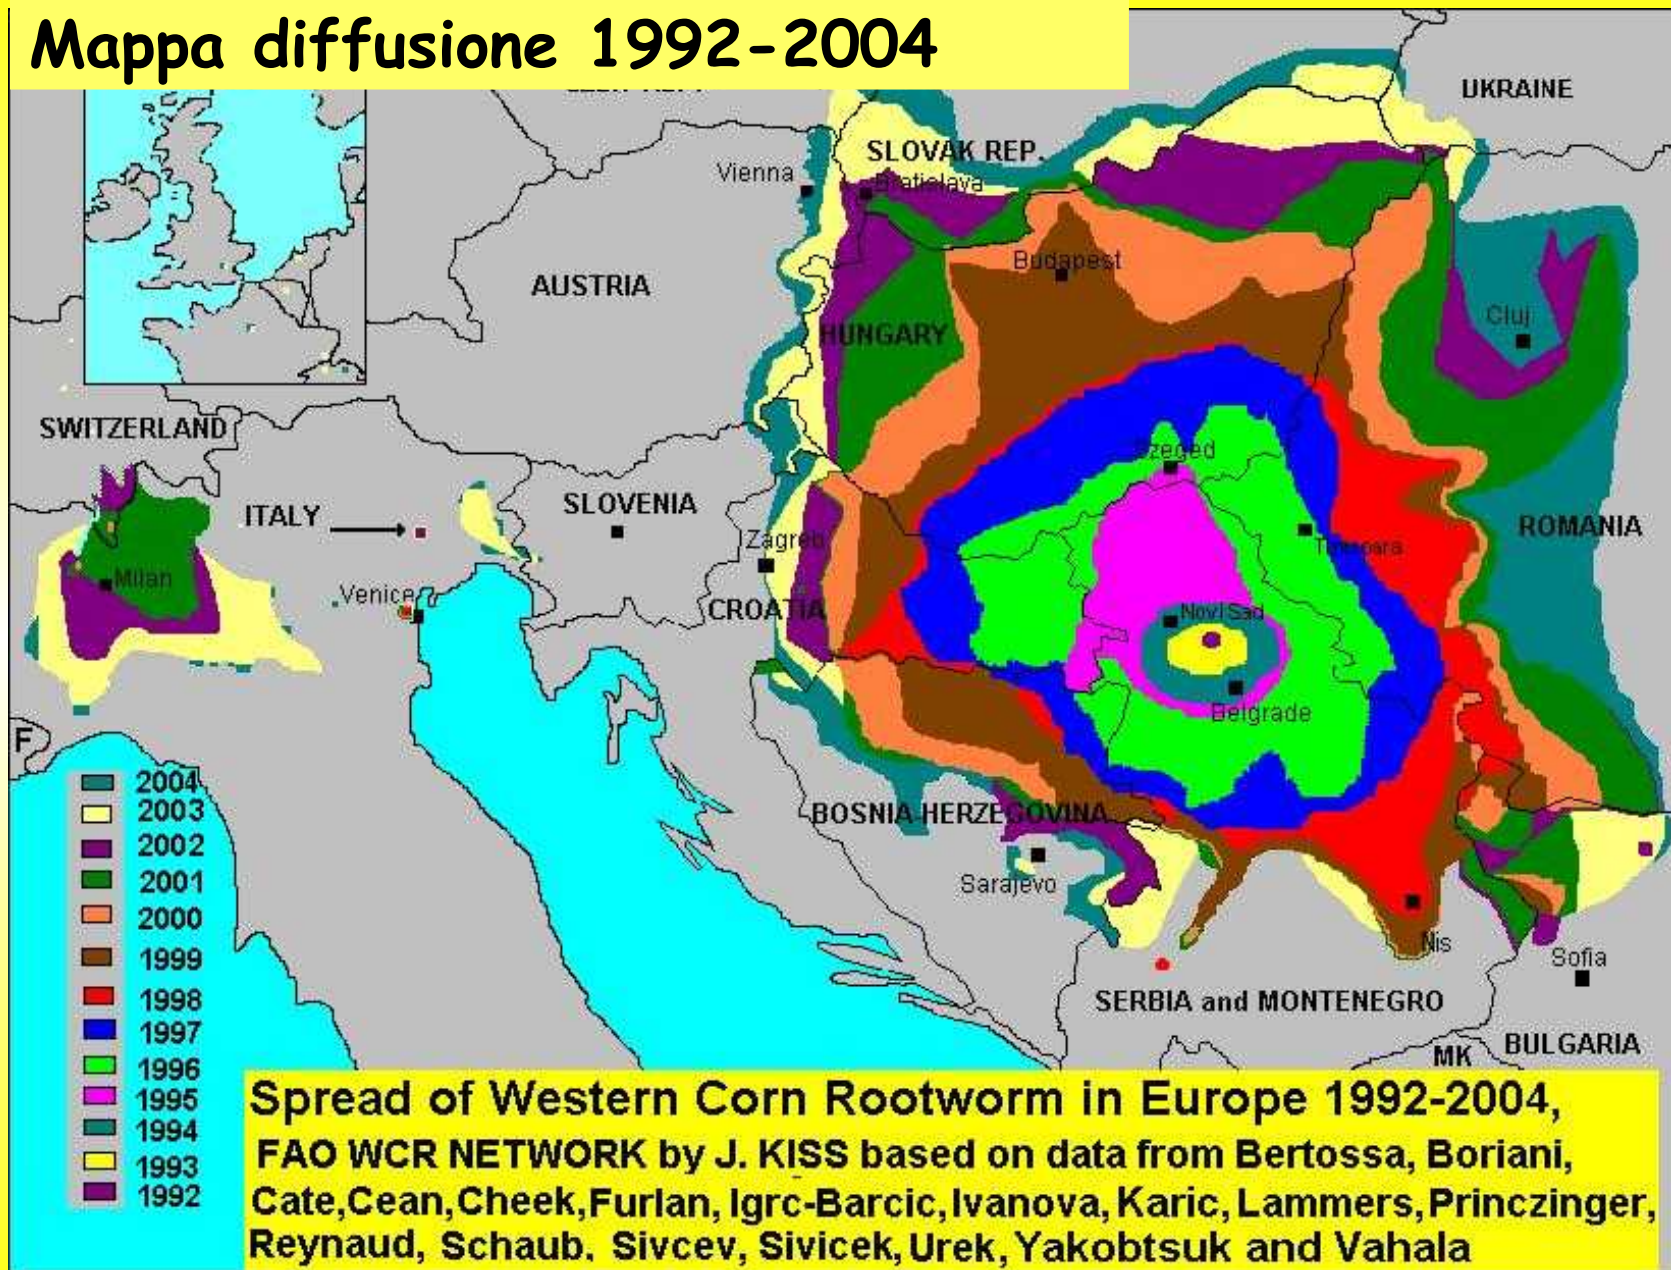 Mappa diffusione 1992-2004
UKRAINE
SLOVAK REP.
Vienna
Bratislava
AUSTRIA
Budapest
HUNGARY
Cluj
SWITZERLAND
Szeged
ITALY
SLOVENIA
ROMANIA
Zagreb
Timisoara
Milan
Venice
CROATIA
Novi Sad
Belgrade
F
BOSNIA HERZEGOVINA
Sarajevo
Nis
Sofia
SERBIA and MONTENEGRO
BULGARIA
MK
2004
2003
2002
2001
2000
1999
1998
1997
1996
1995
1994
1993
1992
Spread of Western Corn Rootworm in Europe 1992-2004,
FAO WCR NETWORK by J. KISS based on data from Bertossa, Boriani,
Cate,Cean,Cheek,Furlan, Igrc-Barcic,Ivanova, Karic, Lammers,Princzinger,
Reynaud, Schaub. Sivcev, Sivicek,Urek,Yakobtsuk and Vahala